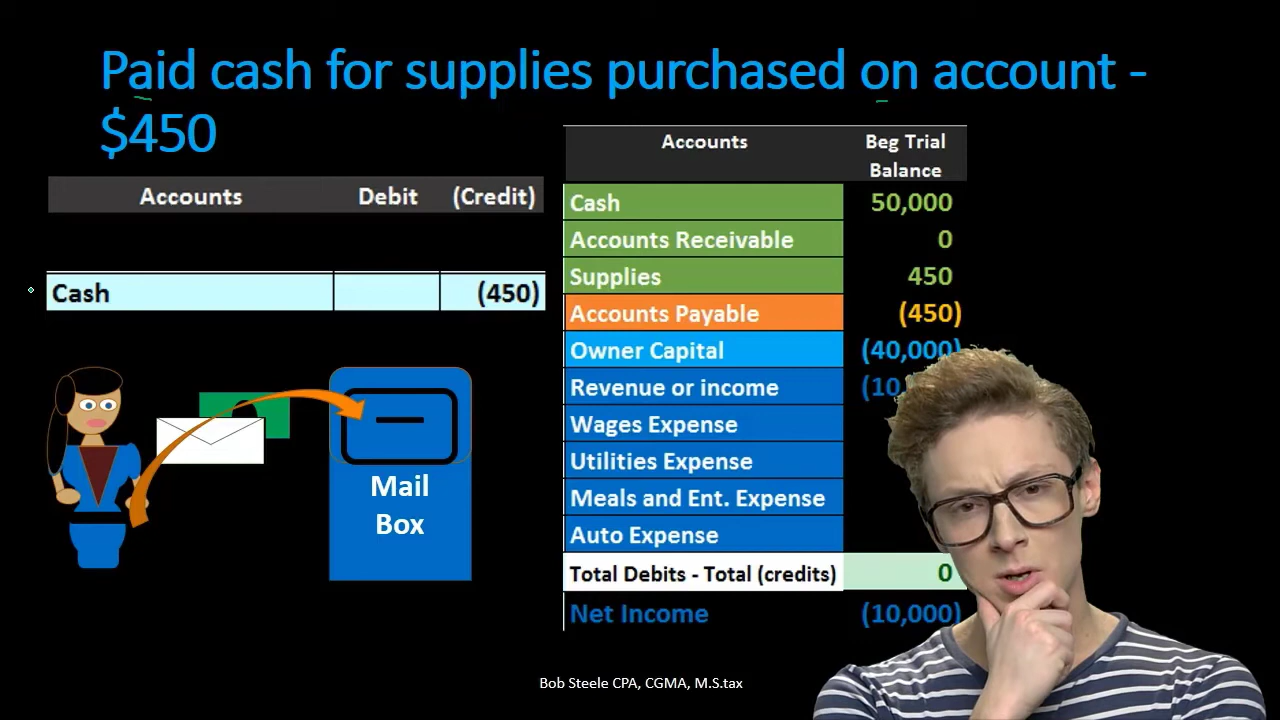 Paid cash for supplies purchased on account -
$450
Accounts Debit (Credit)
Cash (450)
Mail
Box
Accounts Beg Trial
Balance
Cash 50,000
Accounts Receivable 0
Supplies 450
Accounts Payable (450)
Owner Capital (40,000)
Revenue or income (10,
Wages Expense
Utilities Expense
Meals and Ent. Expense
Auto Expense
Total Debits - Total (credits) 0
Net Income (10,000)
Bob Steele CPA, CGMA, M.S.tax